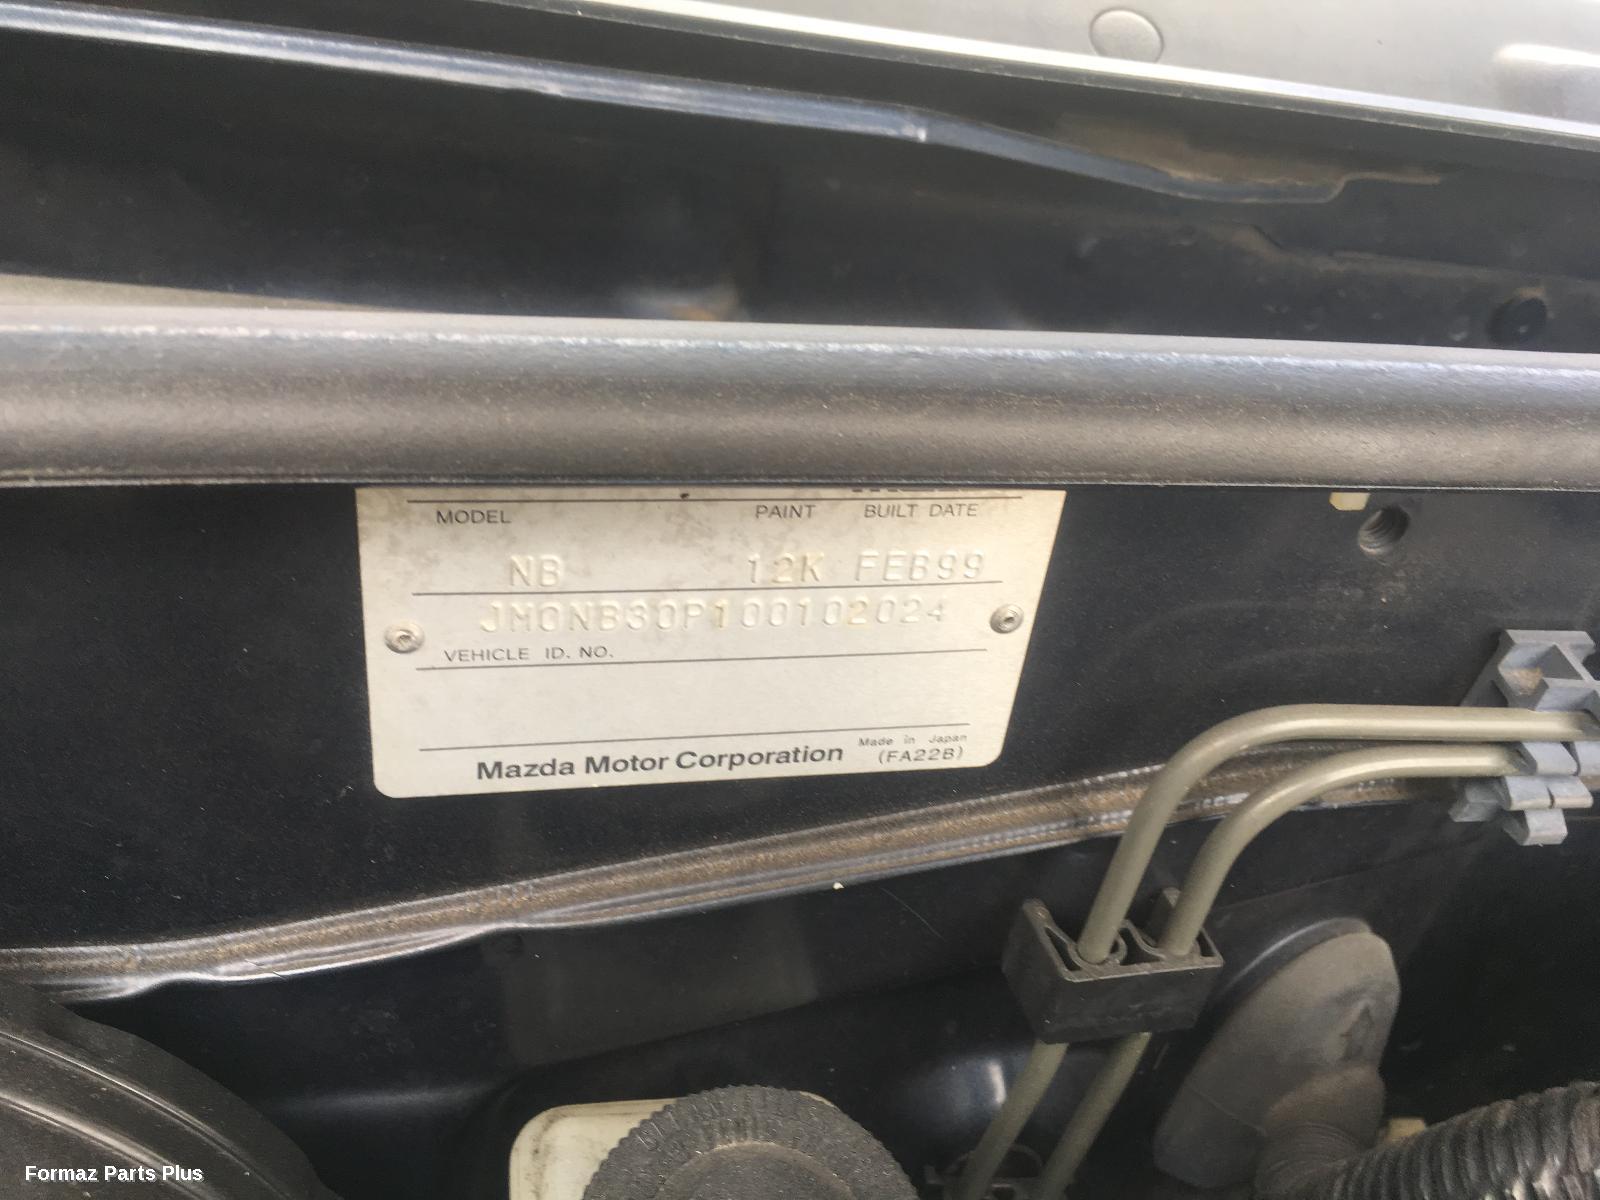 MODEL PAINT BUILT DATE
NB 12K FEB99
JM0NB30P100102024
VEHICLE ID. NO.
Mazda Motor Corporation Made in Japan
(FA22B)
Formaz Parts Plus